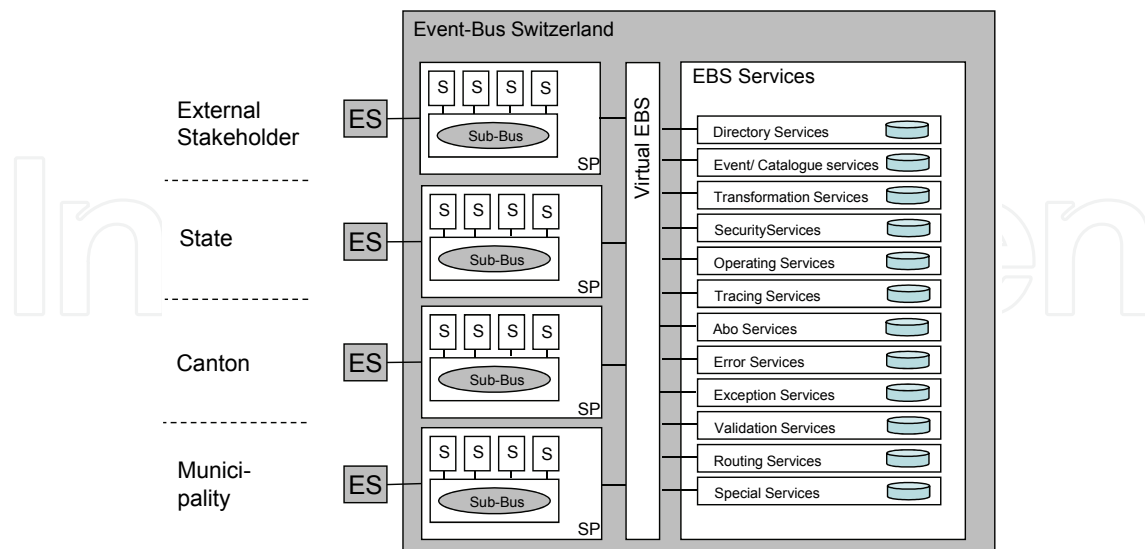 Event-Bus Switzerland
External
Stakeholder
ES
S S S S
Sub-Bus
SP
State
ES
S S S S
Sub-Bus
SP
Canton
ES
S S S S
Sub-Bus
SP
Munici-
pality
ES
S S S S
Sub-Bus
SP
Virtual EBS
EBS Services
Directory Services
Event/ Catalogue services
Transformation Services
SecurityServices
Operating Services
Tracing Services
Abo Services
Error Services
Exception Services
Validation Services
Routing Services
Special Services